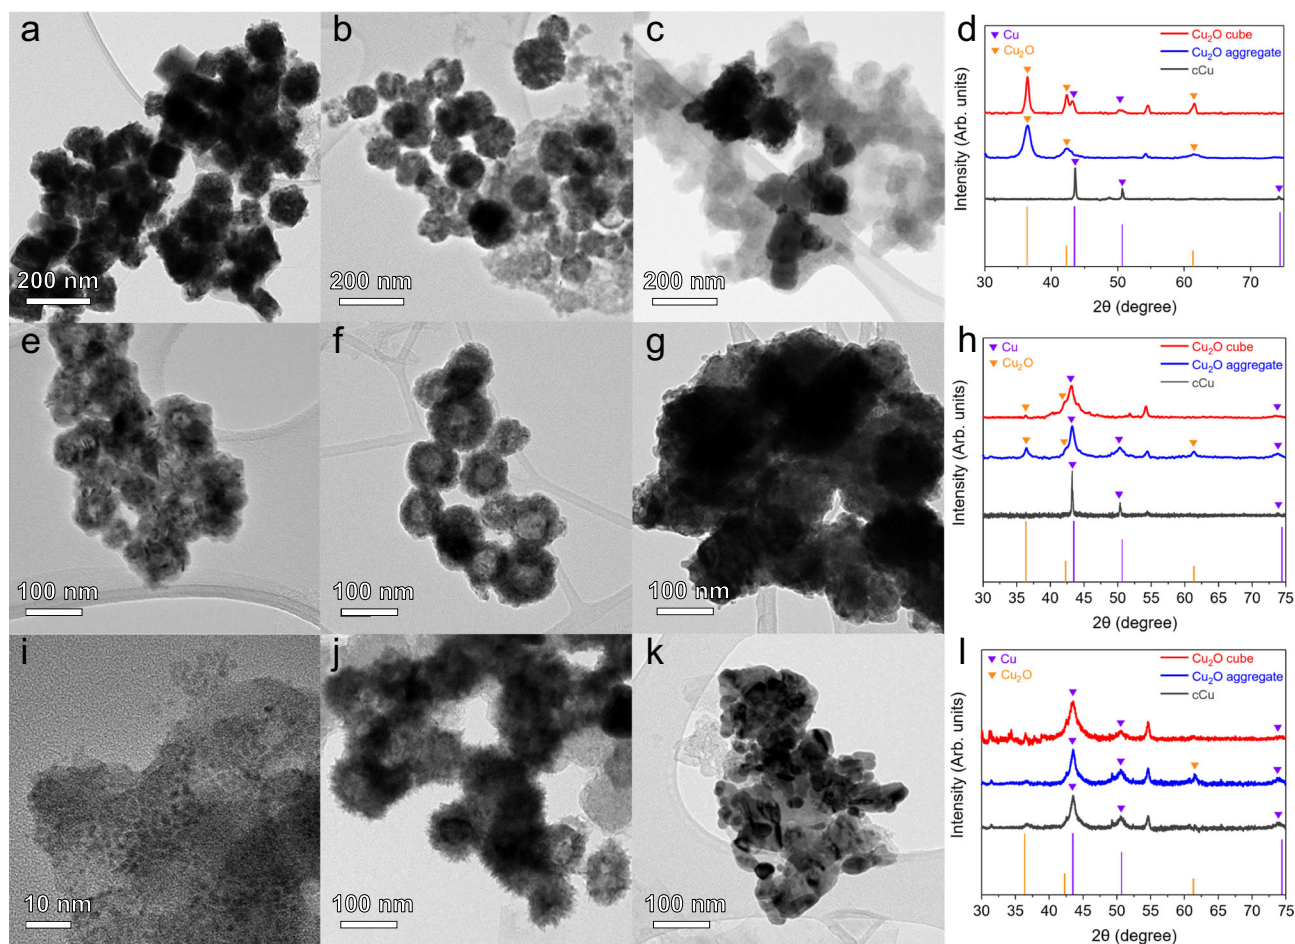 a
200 nm
b
200 nm
c
200 nm
d
Cu
Cu₂O
Cu₂O cube
Cu₂O aggregate
cCu
Intensity (Arb. units)
30 40 50 60 70
2θ (degree)
e
100 nm
f
100 nm
g
100 nm
h
Cu
Cu₂O
Cu₂O cube
Cu₂O aggregate
cCu
Intensity (Arb. units)
30 35 40 45 50 55 60 65 70 75
2θ (degree)
i
10 nm
j
100 nm
k
100 nm
l
Cu
Cu₂O
Cu₂O cube
Cu₂O aggregate
cCu
Intensity (Arb. units)
30 35 40 45 50 55 60 65 70 75
2θ (degree)